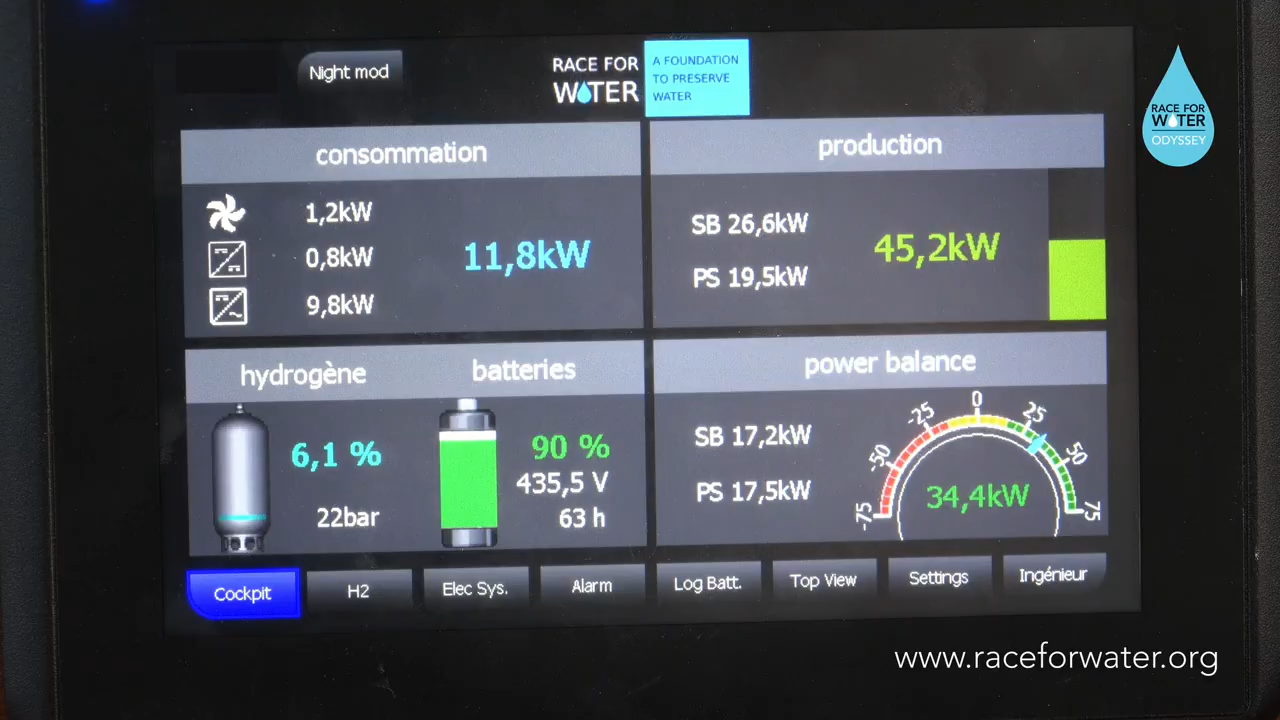 Night mod
RACE FOR
WATER
A FOUNDATION
TO PRESERVE
WATER
RACE FOR
WATER
ODYSSEY
consommation
1,2kW
0,8kW
9,8kW
11,8kW
production
SB 26,6kW
PS 19,5kW
45,2kW
hydrogène
6,1 %
22bar
batteries
90 %
435,5 V
63 h
power balance
SB 17,2kW
PS 17,5kW
-75
-50
-25
0
25
50
75
34,4kW
Cockpit
H2
Elec Sys.
Alarm
Log Batt.
Top View
Settings
Ingénieur
www.raceforwater.org